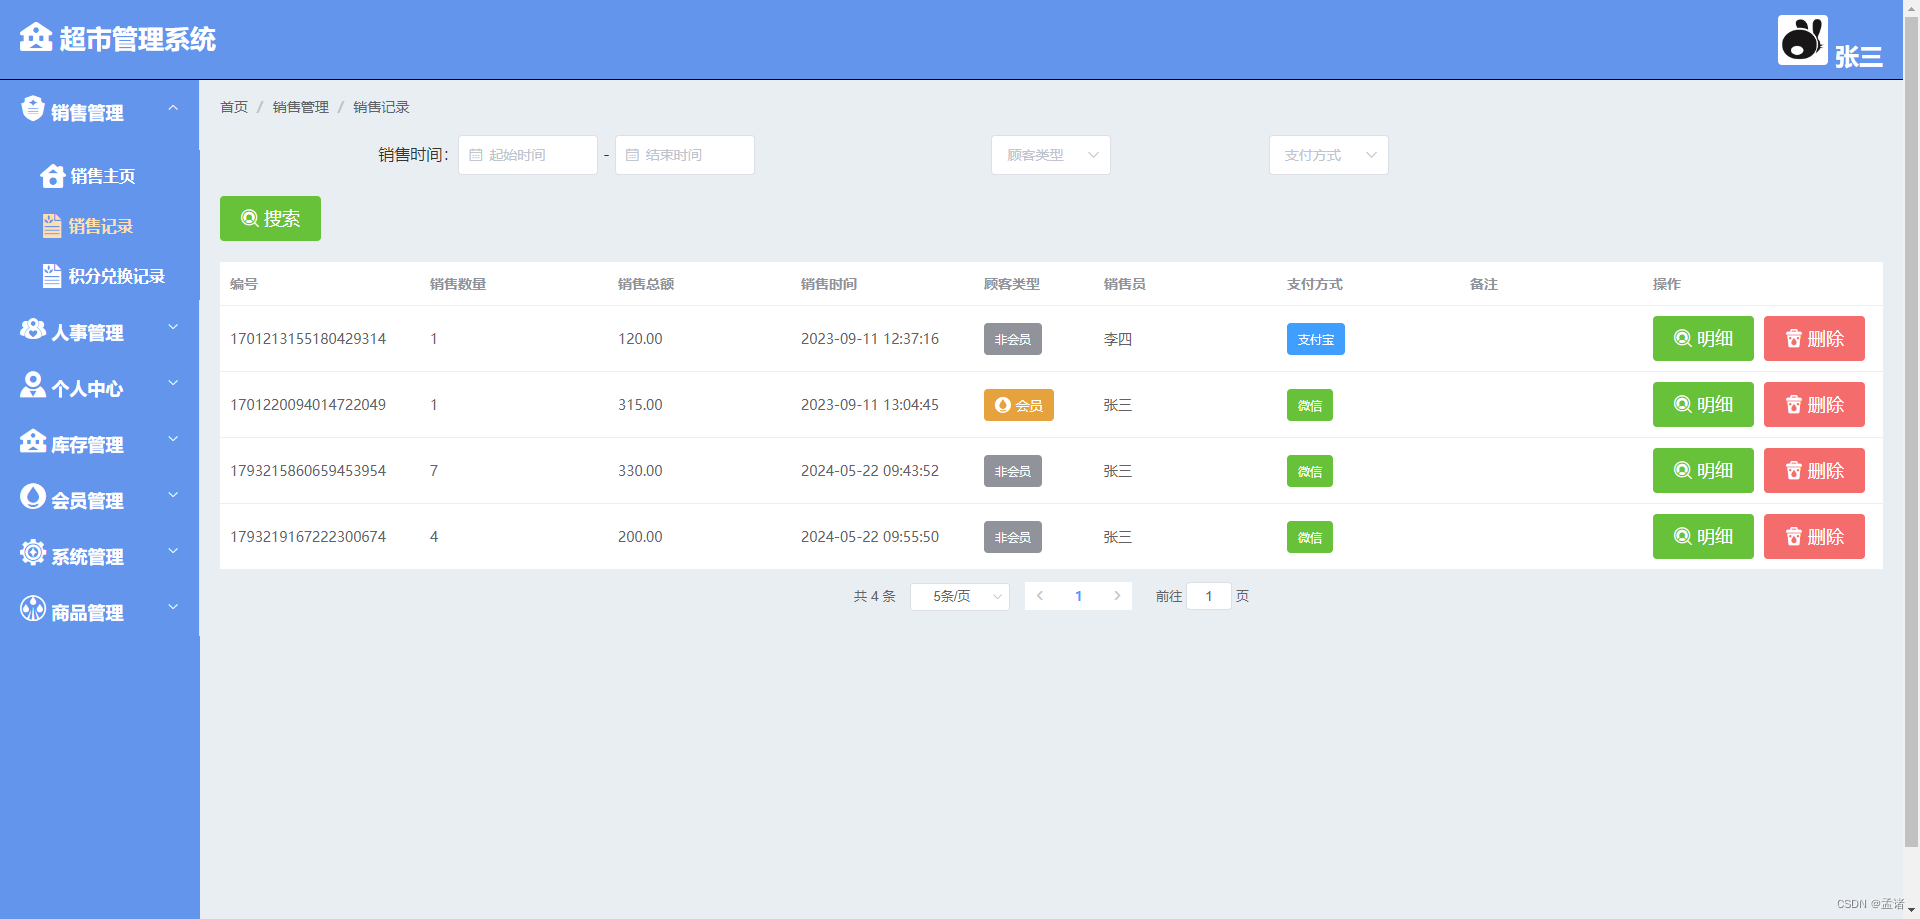 超市管理系统
张三
销售管理
销售主页
销售记录
积分兑换记录
人事管理
个人中心
库存管理
会员管理
系统管理
商品管理
首页 / 销售管理 / 销售记录
销售时间： 起始时间 - 结束时间 顾客类型 支付方式
搜索
编号 销售数量 销售总额 销售时间 顾客类型 销售员 支付方式 备注 操作
1701213155180429314 1 120.00 2023-09-11 12:37:16 非会员 李四 支付宝 明细 删除
1701220094014722049 1 315.00 2023-09-11 13:04:45 会员 张三 微信 明细 删除
1793215860659453954 7 330.00 2024-05-22 09:43:52 非会员 张三 微信 明细 删除
1793219167222300674 4 200.00 2024-05-22 09:55:50 非会员 张三 微信 明细 删除
共 4 条 5条/页 1 前往 1 页
CSDN @孟诸